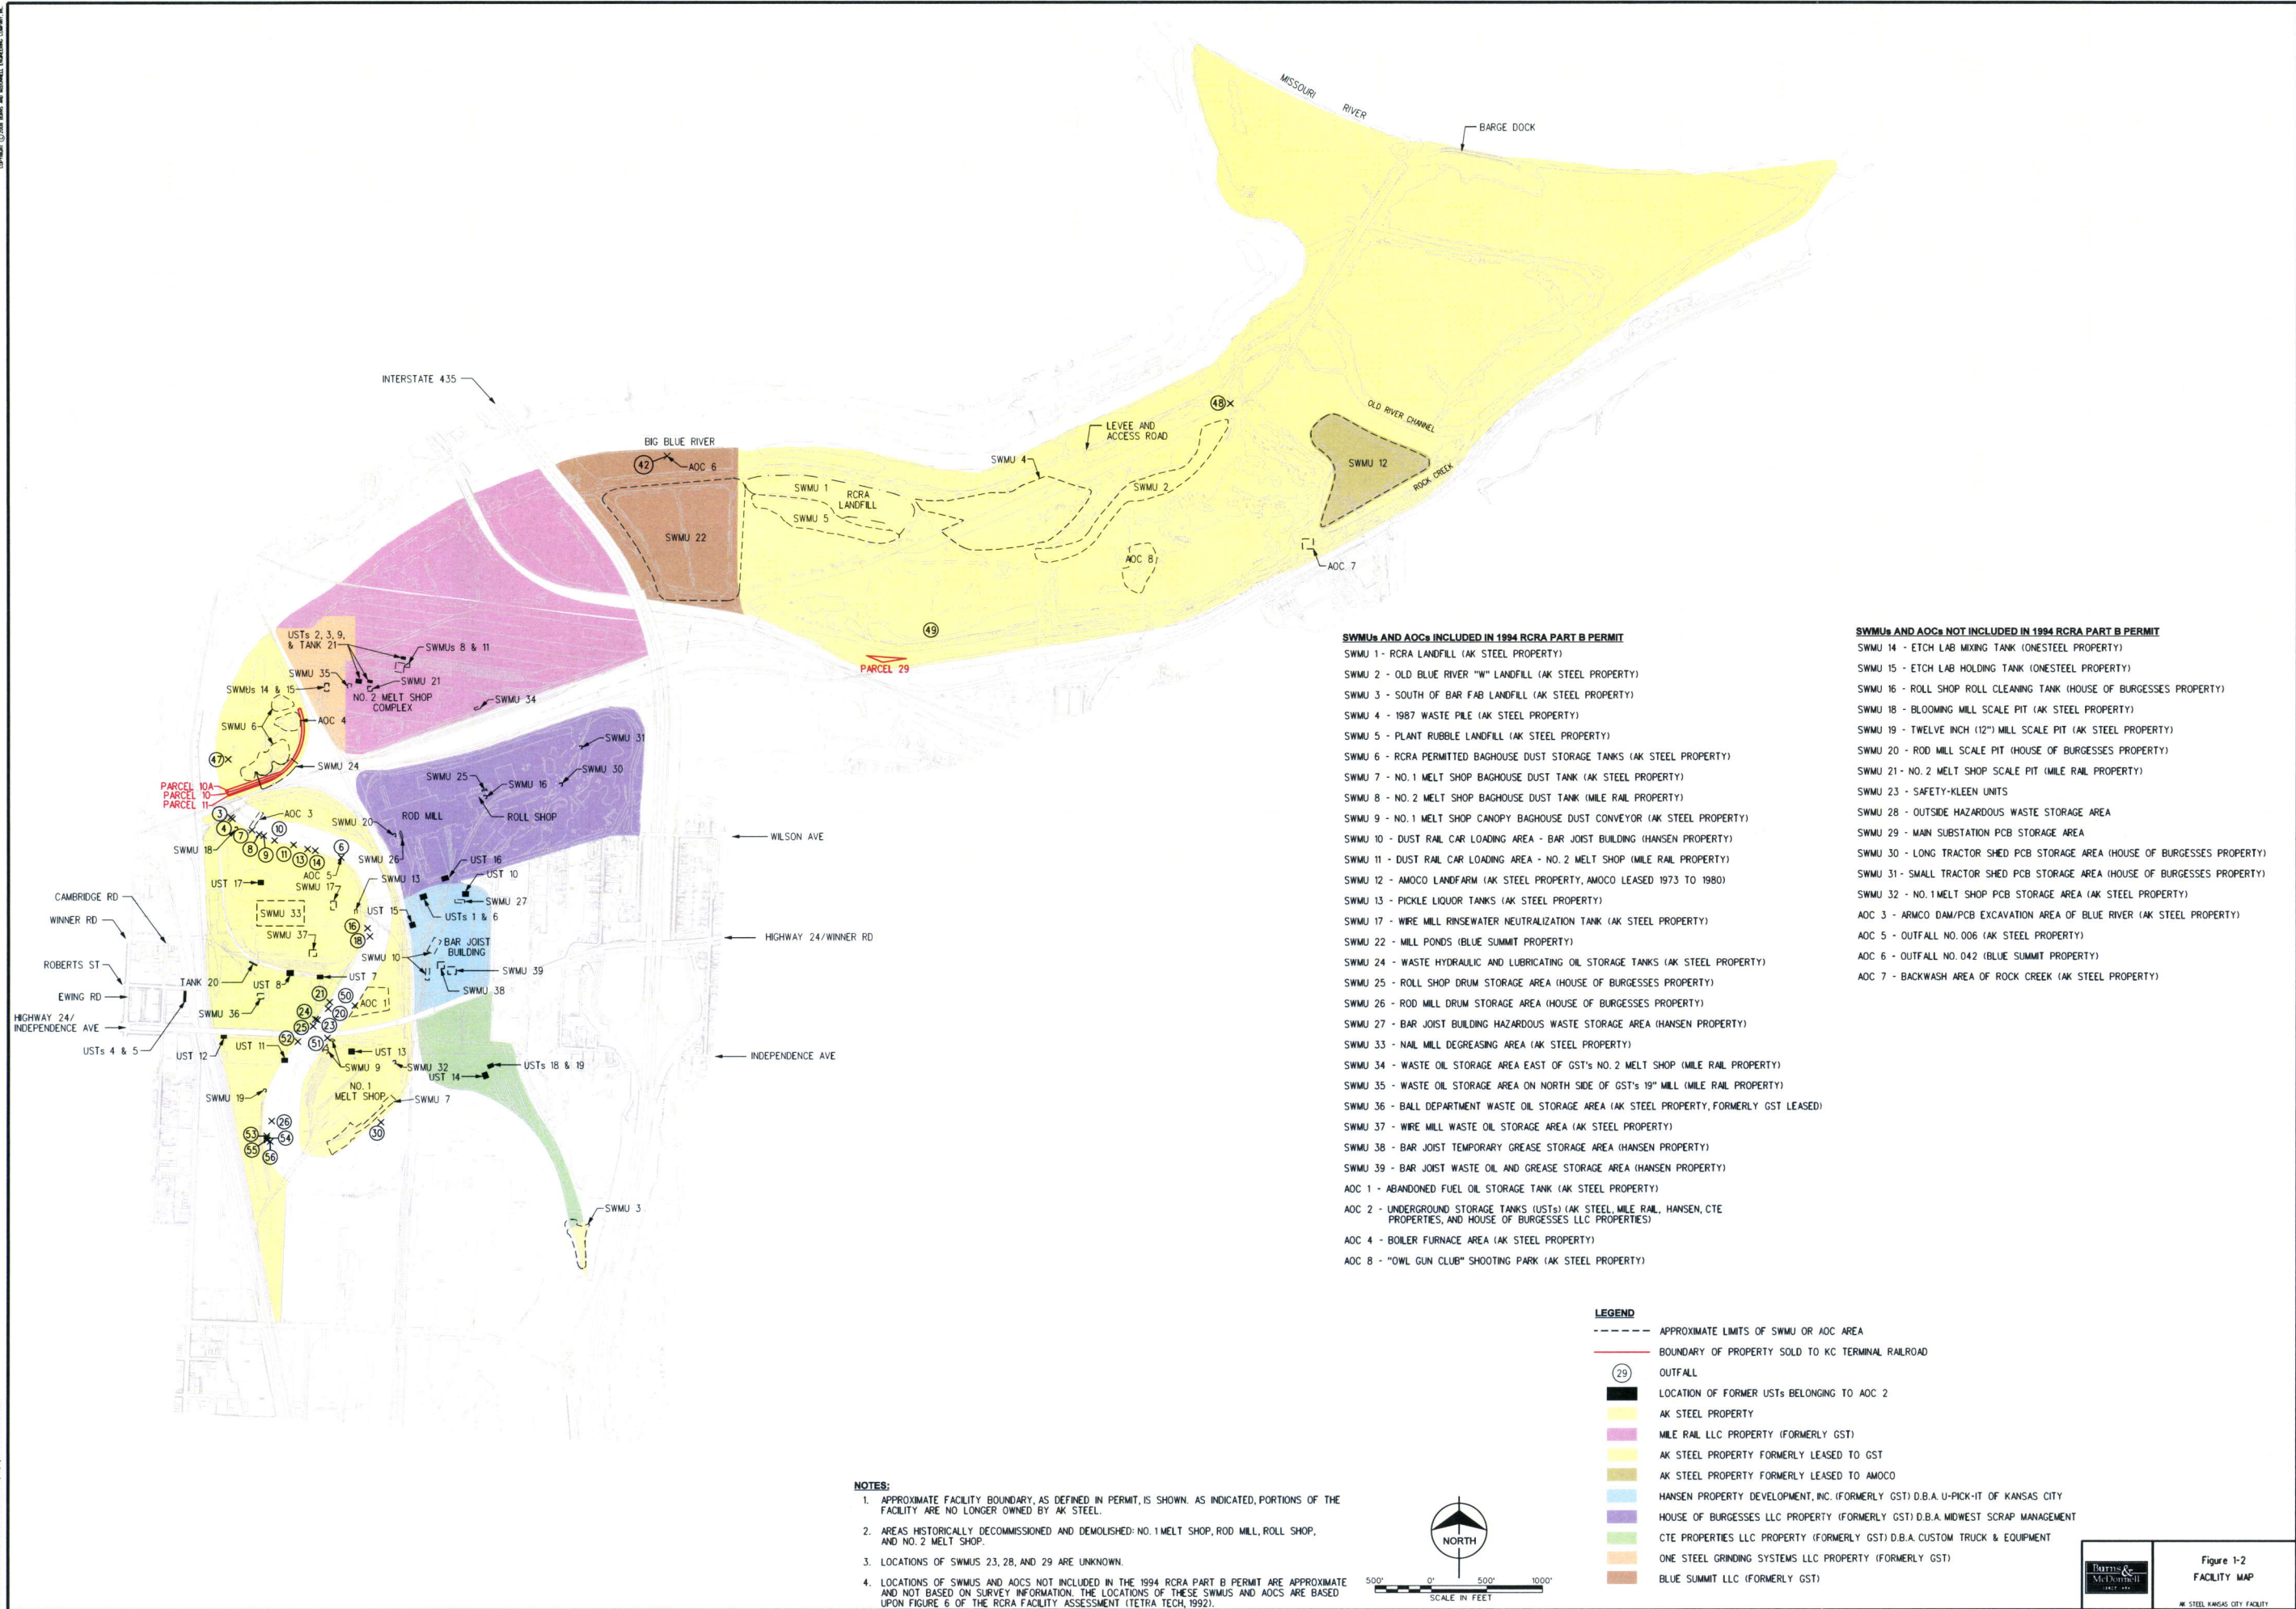 MISSOURI RIVER
BARGE DOCK
INTERSTATE 435
BIG BLUE RIVER
42
AOC 6
SWMU 22
SWMU 1
RCRA
LANDFILL
SWMU 5
SWMU 4
LEVEE AND
ACCESS ROAD
SWMU 2
48
OLD RIVER CHANNEL
SWMU 12
ROCK CREEK
AOC 8
AOC 7
49
PARCEL 29
USTs 2, 3, 9,
& TANK 21
SWMUs 8 & 11
SWMU 35
SWMU 21
SWMUs 14 & 15
NO. 2 MELT SHOP
COMPLEX
SWMU 34
SWMU 6
AOC 4
47
SWMU 24
PARCEL 10A
PARCEL 10
PARCEL 11
SWMU 31
SWMU 25
SWMU 16
SWMU 30
ROD MILL
ROLL SHOP
AOC 3
SWMU 20
3
4
7
10
SWMU 18
8
9
11
13
14
6
SWMU 26
WILSON AVE
AOC 5
UST 16
UST 17
SWMU 17
SWMU 13
UST 10
CAMBRIDGE RD
SWMU 27
WINNER RD
SWMU 33
UST 15
USTs 1 & 6
16
18
HIGHWAY 24/WINNER RD
SWMU 37
BAR JOIST
BUILDING
SWMU 10
ROBERTS ST
SWMU 39
TANK 20
UST 8
UST 7
SWMU 38
EWING RD
21
50
AOC 1
SWMU 36
20
24
HIGHWAY 24/
INDEPENDENCE AVE
25
23
USTs 4 & 5
52
51
UST 12
UST 11
UST 13
INDEPENDENCE AVE
SWMU 9
SWMU 32
USTs 18 & 19
UST 14
NO. 1
MELT SHOP
SWMU 19
SWMU 7
26
30
53
54
55
56
SWMU 3
SWMUs AND AOCs INCLUDED IN 1994 RCRA PART B PERMIT
SWMU 1 - RCRA LANDFILL (AK STEEL PROPERTY)
SWMU 2 - OLD BLUE RIVER "W" LANDFILL (AK STEEL PROPERTY)
SWMU 3 - SOUTH OF BAR FAB LANDFILL (AK STEEL PROPERTY)
SWMU 4 - 1987 WASTE PILE (AK STEEL PROPERTY)
SWMU 5 - PLANT RUBBLE LANDFILL (AK STEEL PROPERTY)
SWMU 6 - RCRA PERMITTED BAGHOUSE DUST STORAGE TANKS (AK STEEL PROPERTY)
SWMU 7 - NO. 1 MELT SHOP BAGHOUSE DUST TANK (AK STEEL PROPERTY)
SWMU 8 - NO. 2 MELT SHOP BAGHOUSE DUST TANK (MILE RAIL PROPERTY)
SWMU 9 - NO. 1 MELT SHOP CANOPY BAGHOUSE DUST CONVEYOR (AK STEEL PROPERTY)
SWMU 10 - DUST RAIL CAR LOADING AREA - BAR JOIST BUILDING (HANSEN PROPERTY)
SWMU 11 - DUST RAIL CAR LOADING AREA - NO. 2 MELT SHOP (MILE RAIL PROPERTY)
SWMU 12 - AMOCO LANDFARM (AK STEEL PROPERTY, AMOCO LEASED 1973 TO 1980)
SWMU 13 - PICKLE LIQUOR TANKS (AK STEEL PROPERTY)
SWMU 17 - WIRE MILL RINSEWATER NEUTRALIZATION TANK (AK STEEL PROPERTY)
SWMU 22 - MILL PONDS (BLUE SUMMIT PROPERTY)
SWMU 24 - WASTE HYDRAULIC AND LUBRICATING OIL STORAGE TANKS (AK STEEL PROPERTY)
SWMU 25 - ROLL SHOP DRUM STORAGE AREA (HOUSE OF BURGESSES PROPERTY)
SWMU 26 - ROD MILL DRUM STORAGE AREA (HOUSE OF BURGESSES PROPERTY)
SWMU 27 - BAR JOIST BUILDING HAZARDOUS WASTE STORAGE AREA (HANSEN PROPERTY)
SWMU 33 - NAIL MILL DEGREASING AREA (AK STEEL PROPERTY)
SWMU 34 - WASTE OIL STORAGE AREA EAST OF GST's NO. 2 MELT SHOP (MILE RAIL PROPERTY)
SWMU 35 - WASTE OIL STORAGE AREA ON NORTH SIDE OF GST's 19" MILL (MILE RAIL PROPERTY)
SWMU 36 - BALL DEPARTMENT WASTE OIL STORAGE AREA (AK STEEL PROPERTY, FORMERLY GST LEASED)
SWMU 37 - WIRE MILL WASTE OIL STORAGE AREA (AK STEEL PROPERTY)
SWMU 38 - BAR JOIST TEMPORARY GREASE STORAGE AREA (HANSEN PROPERTY)
SWMU 39 - BAR JOIST WASTE OIL AND GREASE STORAGE AREA (HANSEN PROPERTY)
AOC 1 - ABANDONED FUEL OIL STORAGE TANK (AK STEEL PROPERTY)
AOC 2 - UNDERGROUND STORAGE TANKS (USTs) (AK STEEL, MILE RAIL, HANSEN, CTE
PROPERTIES, AND HOUSE OF BURGESSES LLC PROPERTIES)
AOC 4 - BOILER FURNACE AREA (AK STEEL PROPERTY)
AOC 8 - "OWL GUN CLUB" SHOOTING PARK (AK STEEL PROPERTY)
SWMUs AND AOCs NOT INCLUDED IN 1994 RCRA PART B PERMIT
SWMU 14 - ETCH LAB MIXING TANK (ONESTEEL PROPERTY)
SWMU 15 - ETCH LAB HOLDING TANK (ONESTEEL PROPERTY)
SWMU 16 - ROLL SHOP ROLL CLEANING TANK (HOUSE OF BURGESSES PROPERTY)
SWMU 18 - BLOOMING MILL SCALE PIT (AK STEEL PROPERTY)
SWMU 19 - TWELVE INCH (12") MILL SCALE PIT (AK STEEL PROPERTY)
SWMU 20 - ROD MILL SCALE PIT (HOUSE OF BURGESSES PROPERTY)
SWMU 21 - NO. 2 MELT SHOP SCALE PIT (MILE RAIL PROPERTY)
SWMU 23 - SAFETY-KLEEN UNITS
SWMU 28 - OUTSIDE HAZARDOUS WASTE STORAGE AREA
SWMU 29 - MAIN SUBSTATION PCB STORAGE AREA
SWMU 30 - LONG TRACTOR SHED PCB STORAGE AREA (HOUSE OF BURGESSES PROPERTY)
SWMU 31 - SMALL TRACTOR SHED PCB STORAGE AREA (HOUSE OF BURGESSES PROPERTY)
SWMU 32 - NO. 1 MELT SHOP PCB STORAGE AREA (AK STEEL PROPERTY)
AOC 3 - ARMCO DAM/PCB EXCAVATION AREA OF BLUE RIVER (AK STEEL PROPERTY)
AOC 5 - OUTFALL NO. 006 (AK STEEL PROPERTY)
AOC 6 - OUTFALL NO. 042 (BLUE SUMMIT PROPERTY)
AOC 7 - BACKWASH AREA OF ROCK CREEK (AK STEEL PROPERTY)
LEGEND
APPROXIMATE LIMITS OF SWMU OR AOC AREA
BOUNDARY OF PROPERTY SOLD TO KC TERMINAL RAILROAD
29 OUTFALL
LOCATION OF FORMER USTs BELONGING TO AOC 2
AK STEEL PROPERTY
MILE RAIL LLC PROPERTY (FORMERLY GST)
AK STEEL PROPERTY FORMERLY LEASED TO GST
AK STEEL PROPERTY FORMERLY LEASED TO AMOCO
HANSEN PROPERTY DEVELOPMENT, INC. (FORMERLY GST) D.B.A. U-PICK-IT OF KANSAS CITY
HOUSE OF BURGESSES LLC PROPERTY (FORMERLY GST) D.B.A. MIDWEST SCRAP MANAGEMENT
CTE PROPERTIES LLC PROPERTY (FORMERLY GST) D.B.A. CUSTOM TRUCK & EQUIPMENT
ONE STEEL GRINDING SYSTEMS LLC PROPERTY (FORMERLY GST)
BLUE SUMMIT LLC (FORMERLY GST)
NOTES:
1. APPROXIMATE FACILITY BOUNDARY, AS DEFINED IN PERMIT, IS SHOWN. AS INDICATED, PORTIONS OF THE
FACILITY ARE NO LONGER OWNED BY AK STEEL.
2. AREAS HISTORICALLY DECOMMISSIONED AND DEMOLISHED: NO. 1 MELT SHOP, ROD MILL, ROLL SHOP,
AND NO. 2 MELT SHOP.
3. LOCATIONS OF SWMUS 23, 28, AND 29 ARE UNKNOWN.
4. LOCATIONS OF SWMUS AND AOCS NOT INCLUDED IN THE 1994 RCRA PART B PERMIT ARE APPROXIMATE
AND NOT BASED ON SURVEY INFORMATION. THE LOCATIONS OF THESE SWMUS AND AOCS ARE BASED
UPON FIGURE 6 OF THE RCRA FACILITY ASSESSMENT (TETRA TECH, 1992).
NORTH
500' 0' 500' 1000'
SCALE IN FEET
Burns &
McDonnell
Figure 1-2
FACILITY MAP
AK STEEL KANSAS CITY FACILITY